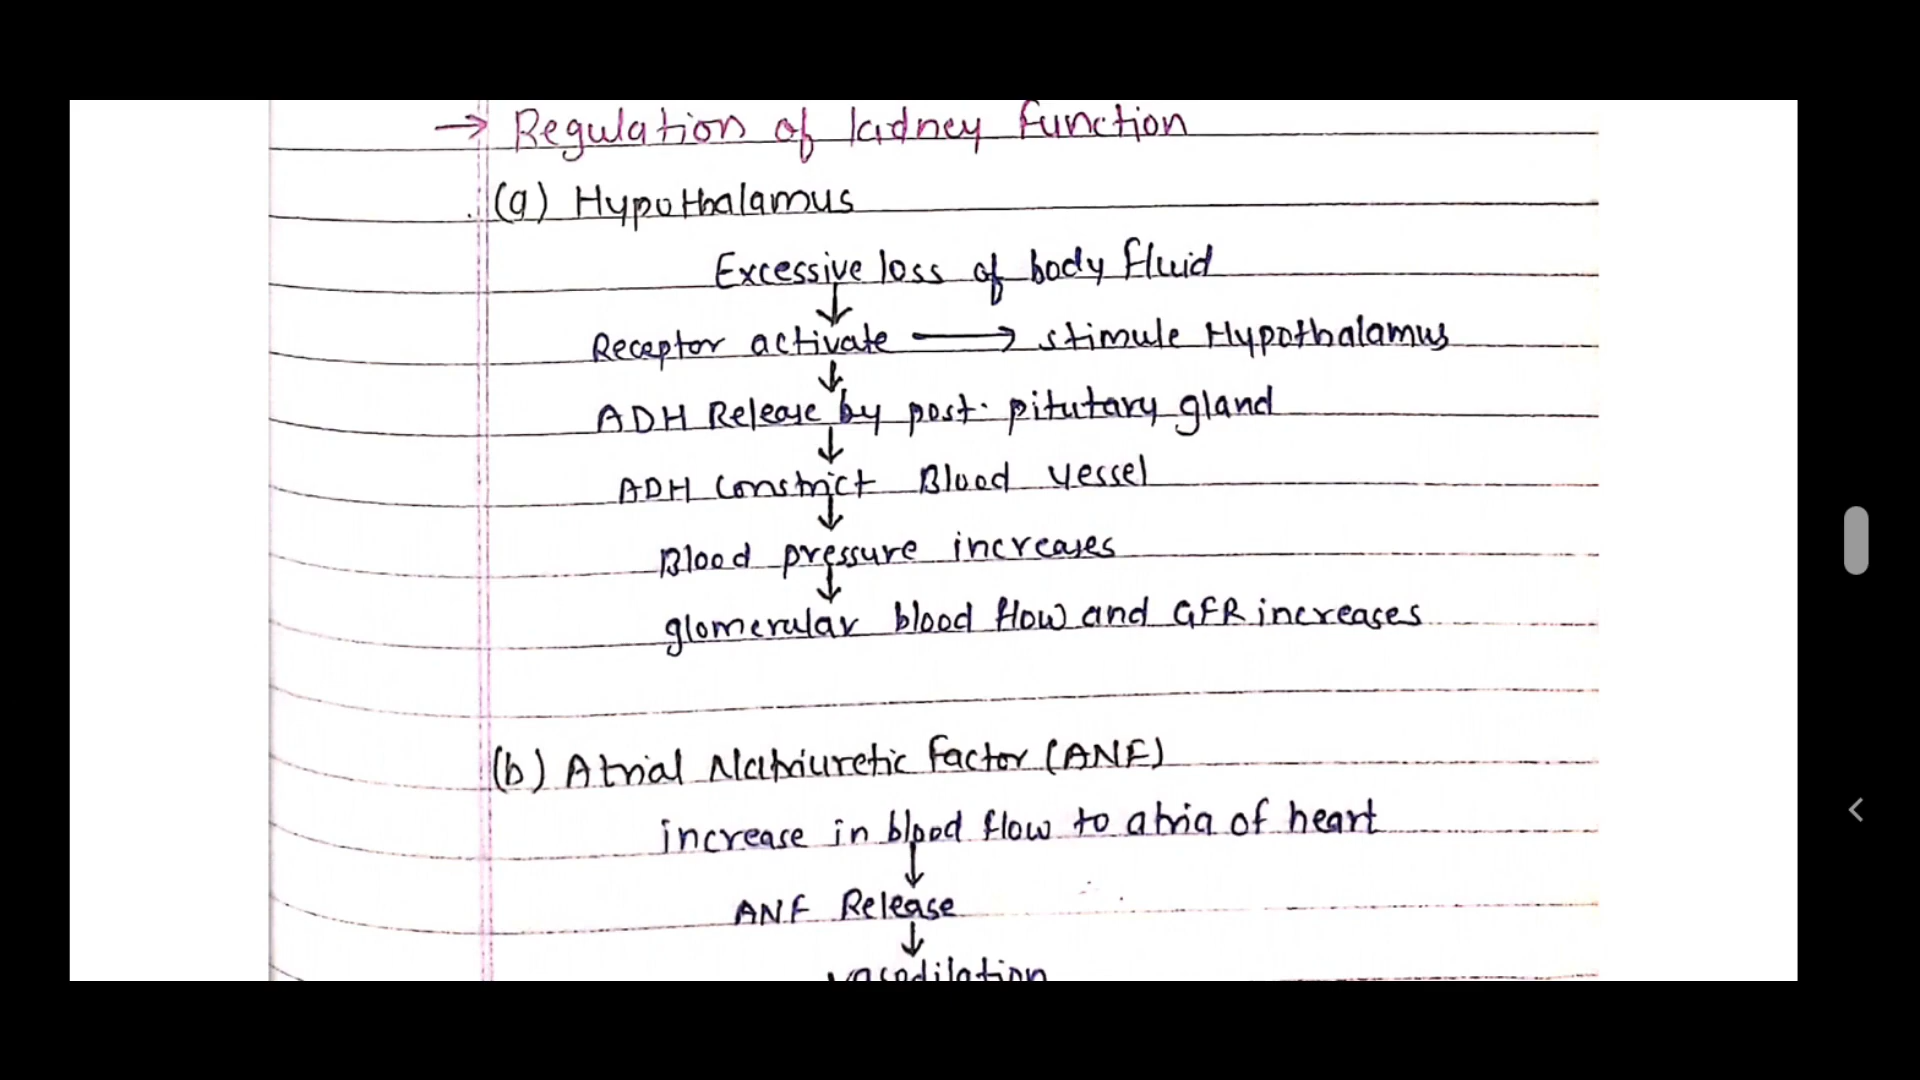 → Regulation of kidney function
(a) Hypothalamus
Excessive loss of body fluid
↓
Receptor activate → stimule Hypothalamus
↓
ADH Release by post. pitutary gland
↓
ADH Constrict Blood vessel
↓
Blood pressure increases
↓
glomerular blood flow and GFR increases
(b) Atrial Natriuretic factor (ANF)
increase in blood flow to atria of heart
↓
ANF Release
↓
vasodilation